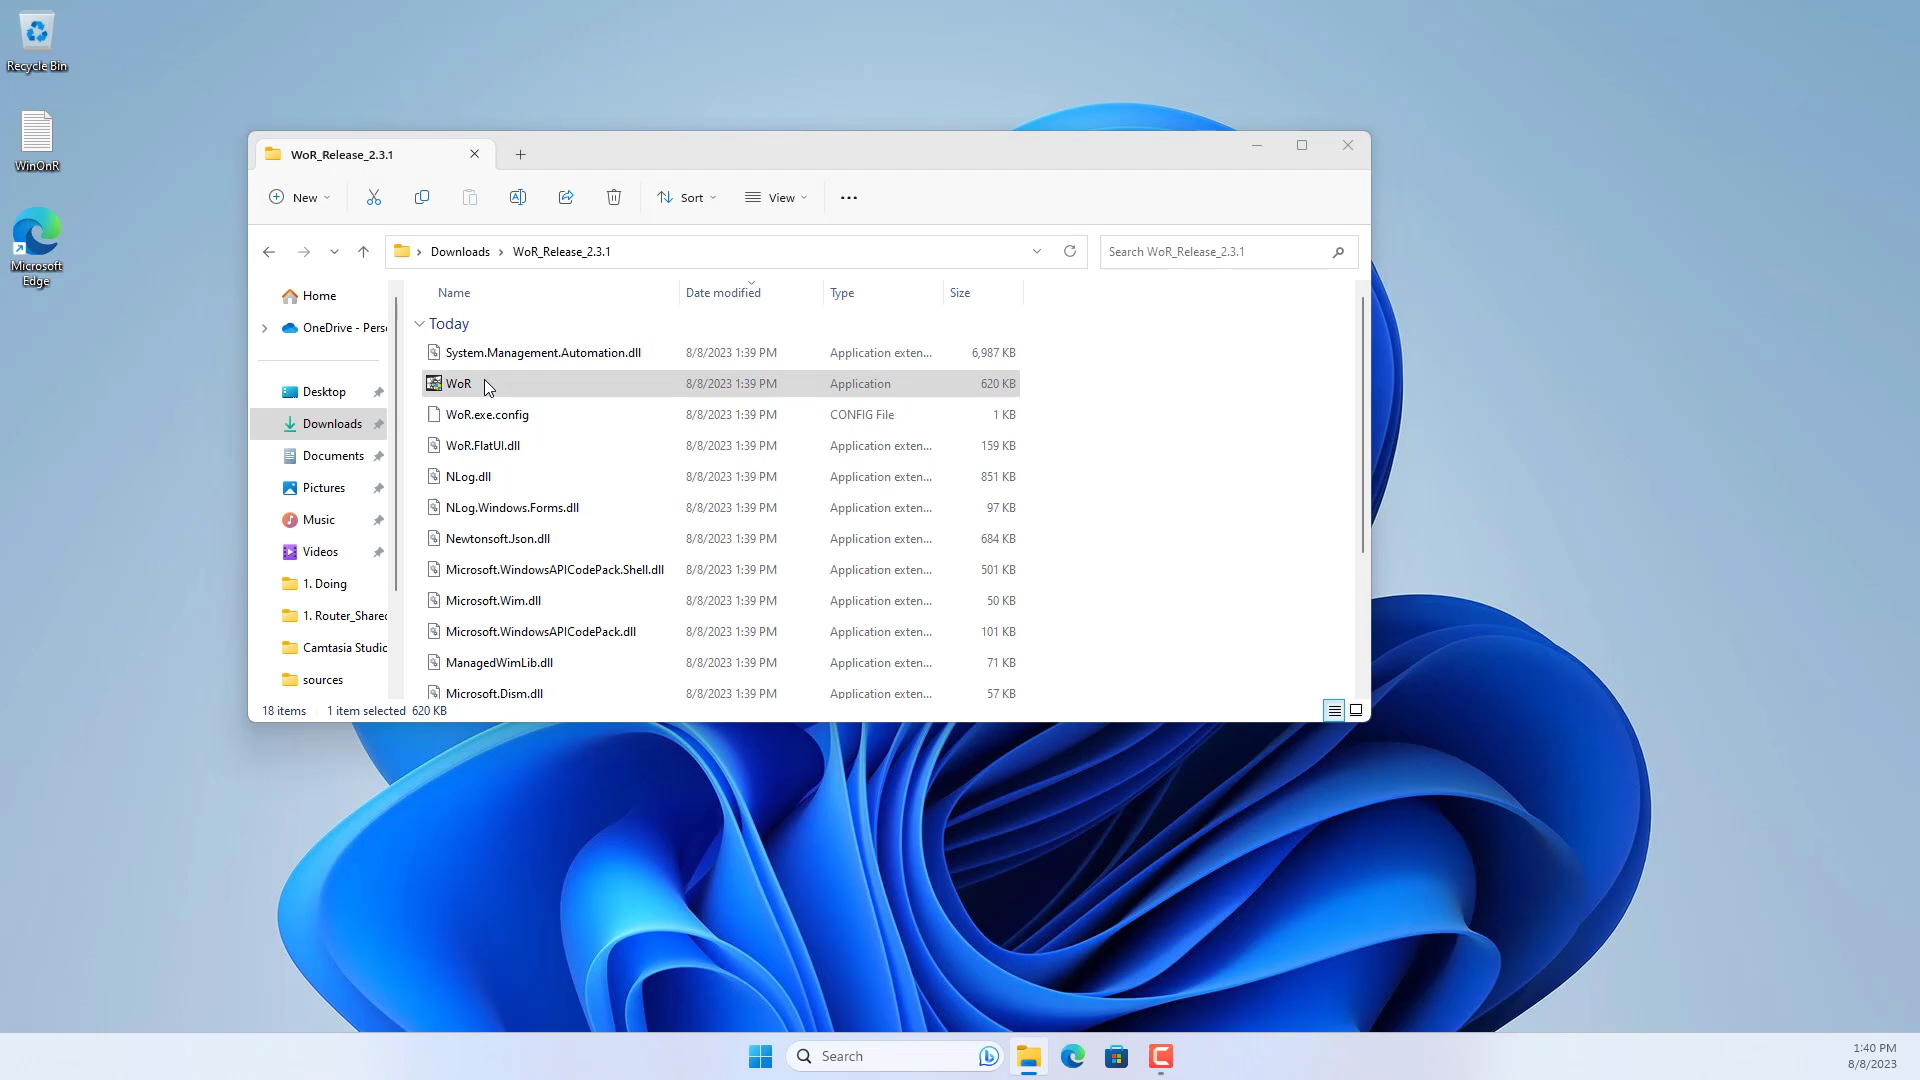 Recycle Bin
WinOnR
Microsoft
Edge
WoR_Release_2.3.1
New
Sort
View
Downloads
WoR_Release_2.3.1
Search WoR_Release_2.3.1
Home
OneDrive - Pers
Desktop
Downloads
Documents
Pictures
Music
Videos
1. Doing
1. Router_Shared
Camtasia Studio
sources
Name Date modified Type Size
Today
System.Management.Automation.dll 8/8/2023 1:39 PM Application exten... 6,987 KB
WoR 8/8/2023 1:39 PM Application 620 KB
WoR.exe.config 8/8/2023 1:39 PM CONFIG File 1 KB
WoR.FlatUI.dll 8/8/2023 1:39 PM Application exten... 159 KB
NLog.dll 8/8/2023 1:39 PM Application exten... 851 KB
NLog.Windows.Forms.dll 8/8/2023 1:39 PM Application exten... 97 KB
Newtonsoft.Json.dll 8/8/2023 1:39 PM Application exten... 684 KB
Microsoft.WindowsAPICodePack.Shell.dll 8/8/2023 1:39 PM Application exten... 501 KB
Microsoft.Wim.dll 8/8/2023 1:39 PM Application exten... 50 KB
Microsoft.WindowsAPICodePack.dll 8/8/2023 1:39 PM Application exten... 101 KB
ManagedWimLib.dll 8/8/2023 1:39 PM Application exten... 71 KB
Microsoft.Dism.dll 8/8/2023 1:39 PM Application exten... 57 KB
18 items 1 item selected 620 KB
Search
1:40 PM
8/8/2023